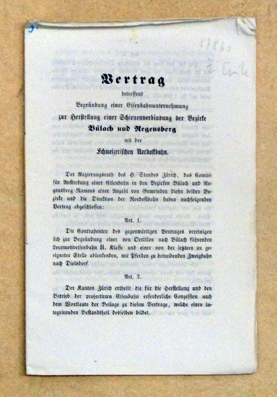 Vertrag
betreffend
Begründung einer Eisenbahnunternehmung
zur Herstellung einer Schienenverbindung der Bezirke
Bülach und Regensberg
mit der
Schweizerischen Nordostbahn.
Der Regierungsrath des H. Standes Zürich, das Komité
für Anstrebung einer Eisenbahn in den Bezirken Bülach und Re-
gensberg Namens einer Anzahl von Gemeinden dieser beiden Be-
zirke und die Direktion der Nordostbahn haben nachfolgenden
Vertrag abgeschlossen:
Art. 1.
Die Contrahenten des gegenwärtigen Vertrages vereinigen
sich zur Begründung einer von Oerlikon nach Bülach führenden
Locomotiveisenbahn II. Klasse und einer von der letztern an ge-
eigneter Stelle ablenkenden, mit Pferden zu betreibenden Zweigbahn
nach Dielsdorf.
Art. 2.
Der Kanton Zürich ertheilt die für die Herstellung und den
Betrieb der projectirten Eisenbahn erforderliche Concession nach
dem Wortlaute der Beilage zu diesem Vertrage, welche einen in-
tegrirenden Bestandtheil desselben bildet.